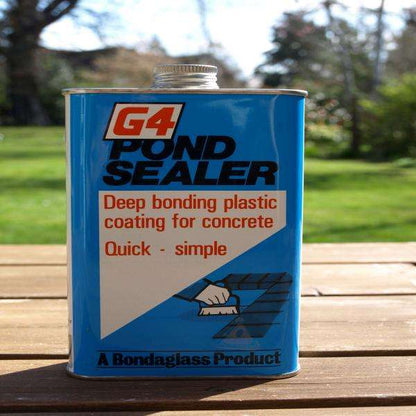 G4
POND
SEALER
Deep bonding plastic
coating for concrete
Quick - simple
A Bondaglass Product